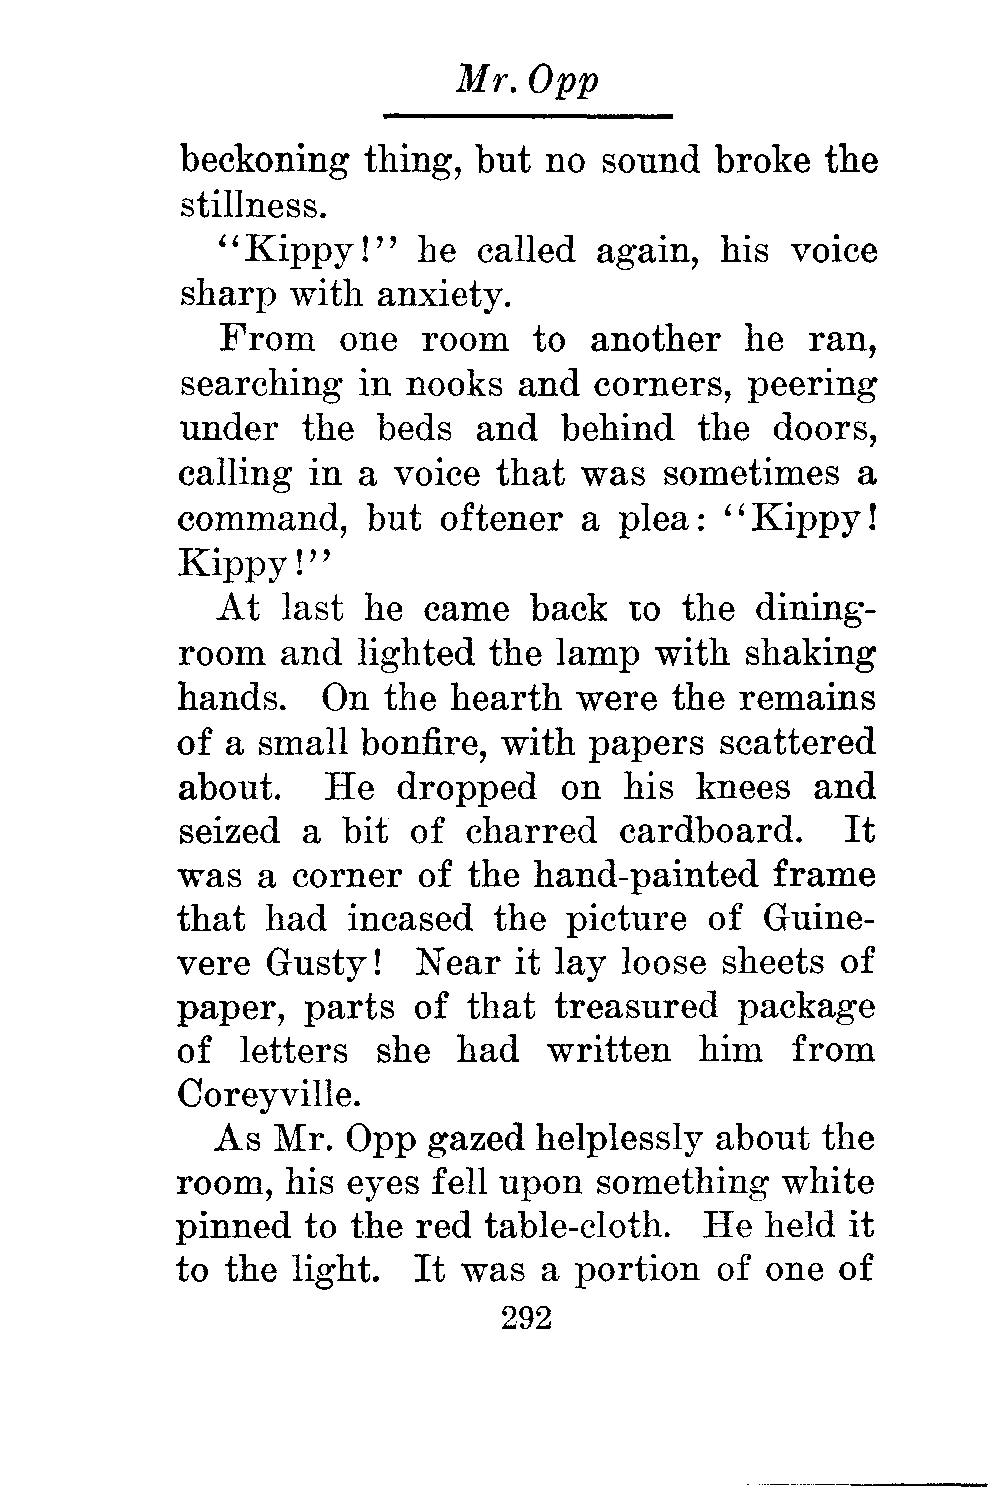 Mr. Opp
beckoning thing, but no sound broke the
stillness.
"Kippy!" he called again, his voice
sharp with anxiety.
From one room to another he ran,
searching in nooks and corners, peering
under the beds and behind the doors,
calling in a voice that was sometimes a
command, but oftener a plea: "Kippy!
Kippy!"
At last he came back to the dining-
room and lighted the lamp with shaking
hands. On the hearth were the remains
of a small bonfire, with papers scattered
about. He dropped on his knees and
seized a bit of charred cardboard. It
was a corner of the hand-painted frame
that had incased the picture of Guine-
vere Gusty! Near it lay loose sheets of
paper, parts of that treasured package
of letters she had written him from
Coreyville.
As Mr. Opp gazed helplessly about the
room, his eyes fell upon something white
pinned to the red table-cloth. He held it
to the light. It was a portion of one of
292